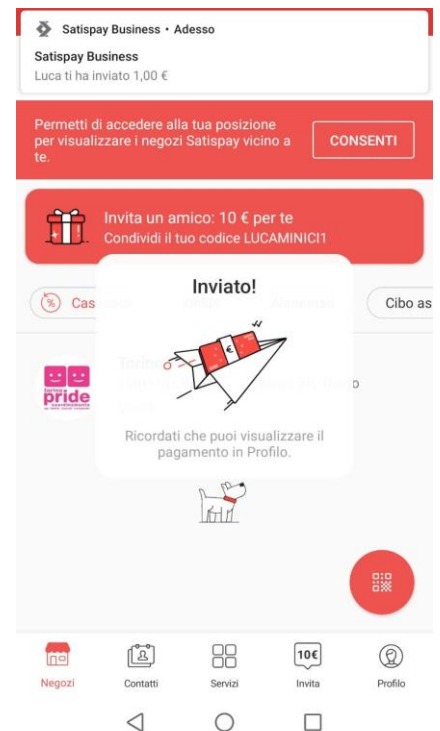 Satispay Business • Adesso
Satispay Business
Luca ti ha inviato 1,00 €
Permetti di accedere alla tua posizione
per visualizzare i negozi Satispay vicino a
te.
CONSENTI
Invita un amico: 10 € per te
Condividi il tuo codice LUCAMINICI1
Inviato!
Cas
Cibo as
pride
Ricordati che puoi visualizzare il
pagamento in Profilo.
10€
Negozi
Contatti
Servizi
Invita
Profilo